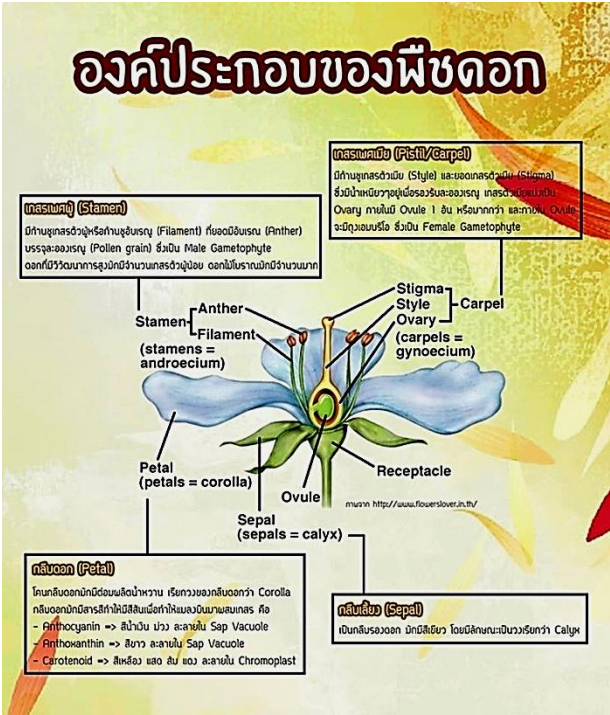 องค์ประกอบของพืชดอก
เกสรเพศเมีย (Pistil/Carpel)
มีก้านชูเกสรตัวเมีย (Style) และยอดเกสรตัวเมีย (Stigma)
ซึ่งมีน้ำเหนียวๆอยู่เพื่อรองรับละอองเรณู เกสรตัวเมียแบ่งเป็น
Ovary ภายในมี Ovule 1 อัน หรือมากกว่า และภายใน Ovule
จะมีถุงเอมบริโอ ซึ่งเป็น Female Gametophyte
เกสรเพศผู้ (Stamen)
มีก้านชูเกสรตัวผู้หรือก้านชูอับเรณู (Filament) ที่ยอดมีอับเรณู (Anther)
บรรจุละอองเรณู (Pollen grain) ซึ่งเป็น Male Gametophyte
ดอกที่มีวิวัฒนาการสูงมักมีจำนวนเกสรตัวผู้น้อย ดอกไม้โบราณมักมีจำนวนมาก
Stigma
Style
Ovary
Carpel
(carpels =
gynoecium)
Anther
Stamen
Filament
(stamens =
androecium)
Petal
(petals = corolla)
Ovule
Receptacle
ภาพจาก http://www.flowerslover.in.th/
Sepal
(sepals = calyx)
กลีบดอก (Petal)
โคนกลีบดอกมักมีต่อมผลิตน้ำหวาน เรียกวงของกลีบดอกว่า Corolla
กลีบดอกมักมีสารสีทำให้มีสีสันเพื่อทำให้แมลงบินมาผสมเกสร คือ
- Anthocyanin => สีน้ำเงิน ม่วง ละลายใน Sap Vacuole
- Anthoxanthin => สีขาว ละลายใน Sap Vacuole
- Carotenoid => สีเหลือง แสด ส้ม แดง ละลายใน Chromoplast
กลีบเลี้ยง (Sepal)
เป็นกลีบรองดอก มักมีสีเขียว โดยมีลักษณะเป็นวงเรียกว่า Calyx